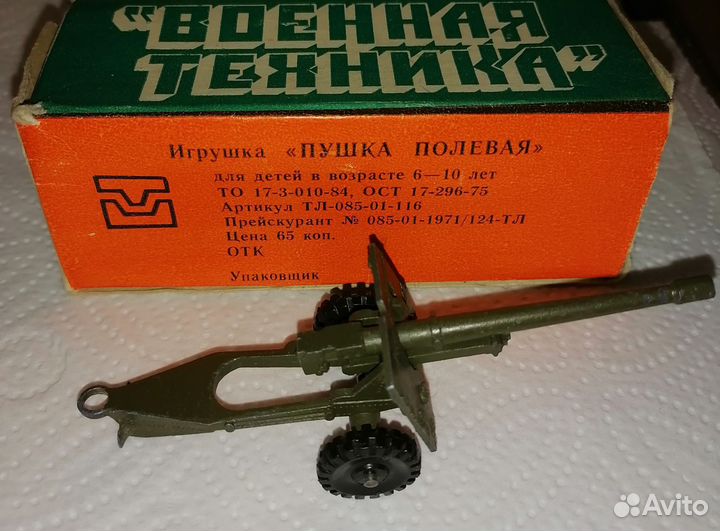 "ВОЕННАЯ
ТЕХНИКА"
Игрушка «ПУШКА ПОЛЕВАЯ»
для детей в возрасте 6—10 лет
ТО 17-3-010-84, ОСТ 17-296-75
Артикул ТЛ-085-01-116
Прейскурант № 085-01-1971/124-ТЛ
Цена 65 коп.
ОТК
Упаковщик
Avito